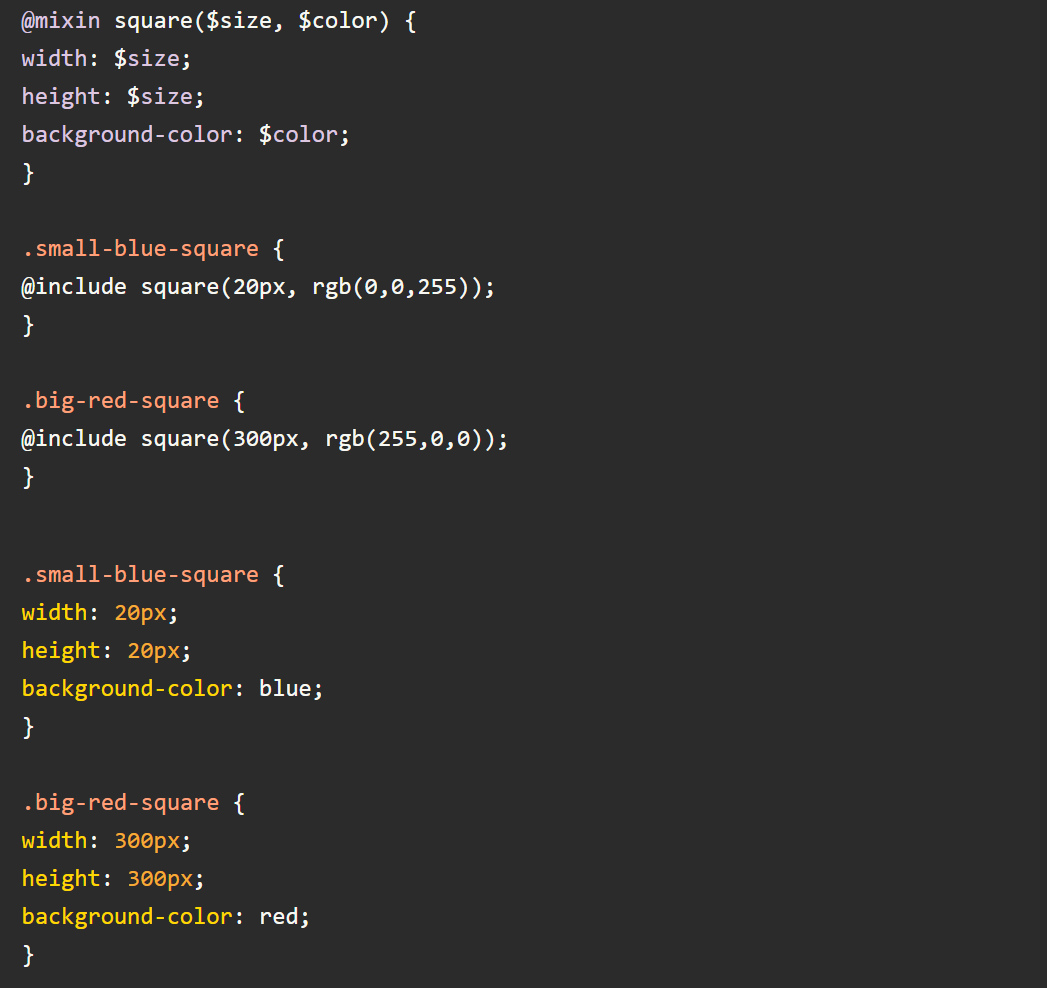 @mixin square($size, $color) {
width: $size;
height: $size;
background-color: $color;
}
.small-blue-square {
@include square(20px, rgb(0,0,255));
}
.big-red-square {
@include square(300px, rgb(255,0,0));
}
.small-blue-square {
width: 20px;
height: 20px;
background-color: blue;
}
.big-red-square {
width: 300px;
height: 300px;
background-color: red;
}